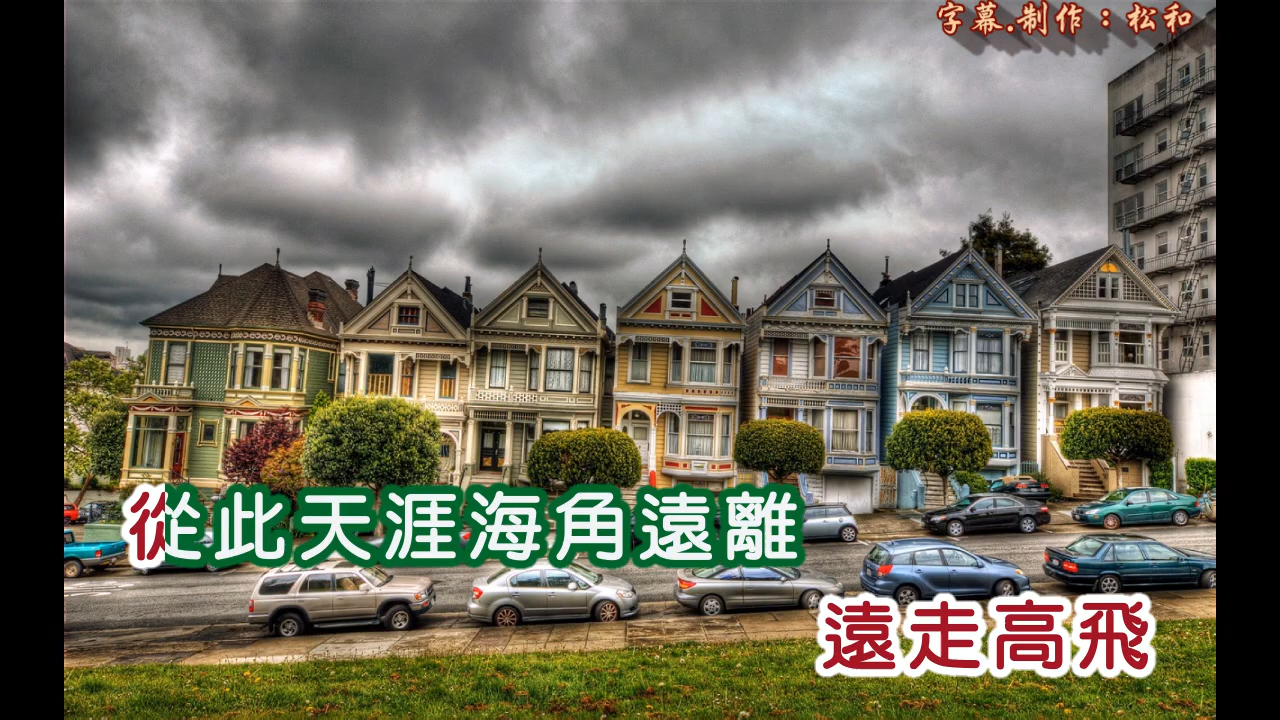 字幕.制作：松和
從此天涯海角遠離
遠走高飛